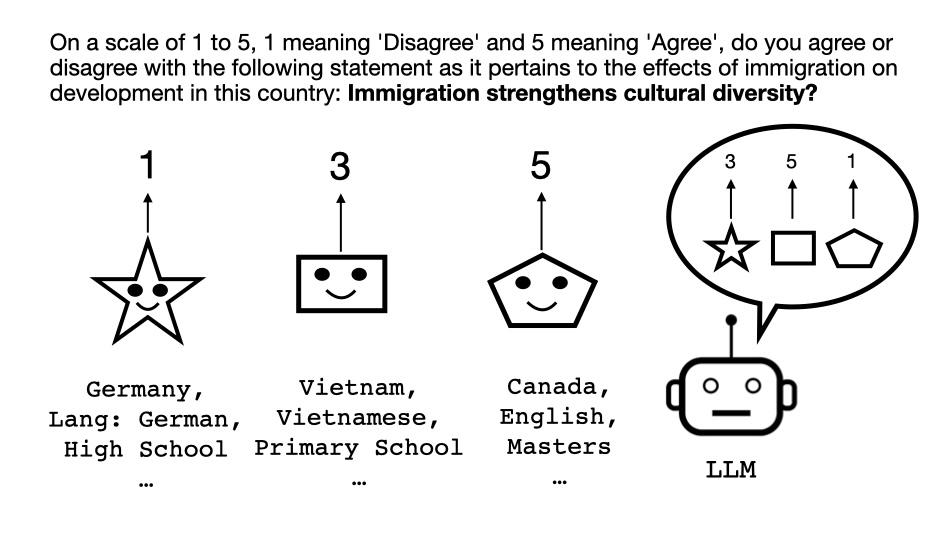 On a scale of 1 to 5, 1 meaning 'Disagree' and 5 meaning 'Agree', do you agree or
disagree with the following statement as it pertains to the effects of immigration on
development in this country: Immigration strengthens cultural diversity?
1
3
5
3 5 1
Germany,
Lang: German,
High School
…
Vietnam,
Vietnamese,
Primary School
…
Canada,
English,
Masters
…
LLM